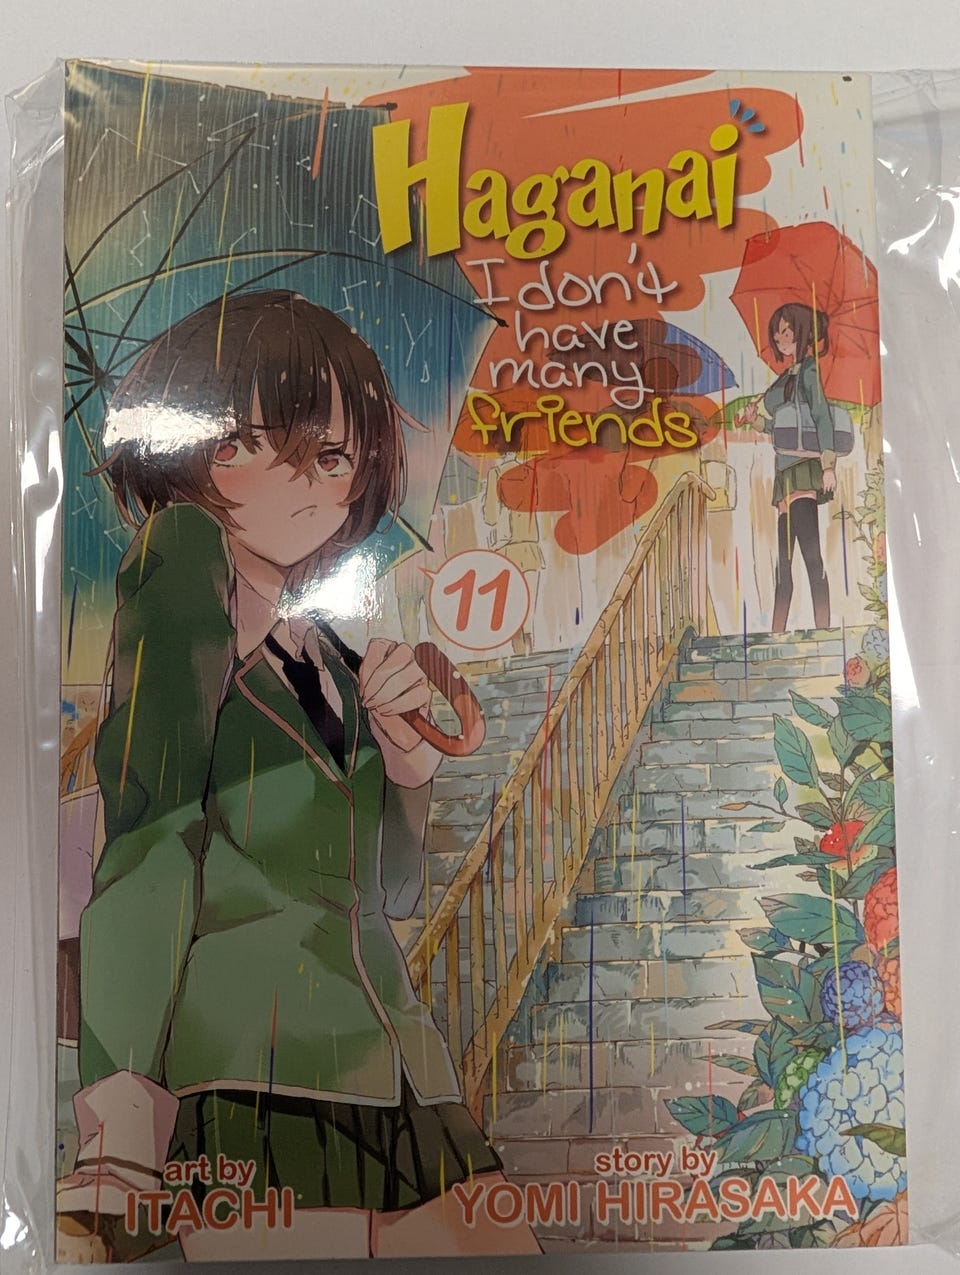 Haganai
I don't
have
many
friends
11
art by
ITACHI
story by
YOMI HIRASAKA